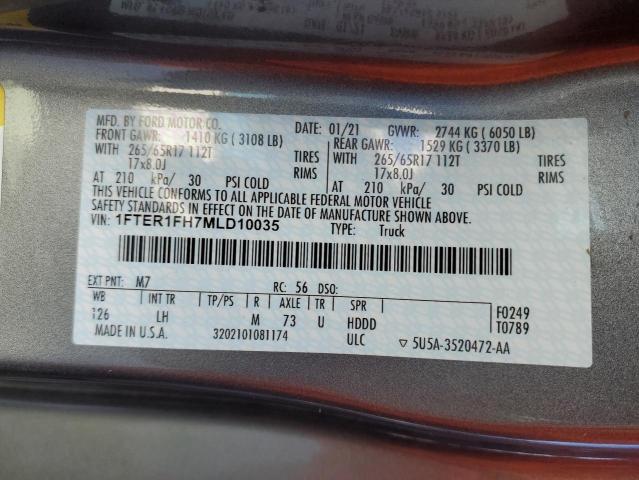 MFD. BY FORD MOTOR CO.
DATE: 01/21 GVWR: 2744 KG ( 6050 LB)
FRONT GAWR: 1410 KG ( 3108 LB) REAR GAWR: 1529 KG ( 3370 LB)
WITH 265/65R17 112T TIRES WITH 265/65R17 112T TIRES
17x8.0J RIMS 17x8.0J RIMS
AT 210 kPa/ 30 PSI COLD AT 210 kPa/ 30 PSI COLD
THIS VEHICLE CONFORMS TO ALL APPLICABLE FEDERAL MOTOR VEHICLE
SAFETY STANDARDS IN EFFECT ON THE DATE OF MANUFACTURE SHOWN ABOVE.
VIN: 1FTER1FH7MLD10035 TYPE: Truck
EXT PNT: M7 RC: 56 DSO:
WB INT TR TP/PS R AXLE TR SPR F0249
126 LH M 73 U HDDD T0789
MADE IN U.S.A. 3202101081174 ULC ▽ 5U5A-3520472-AA